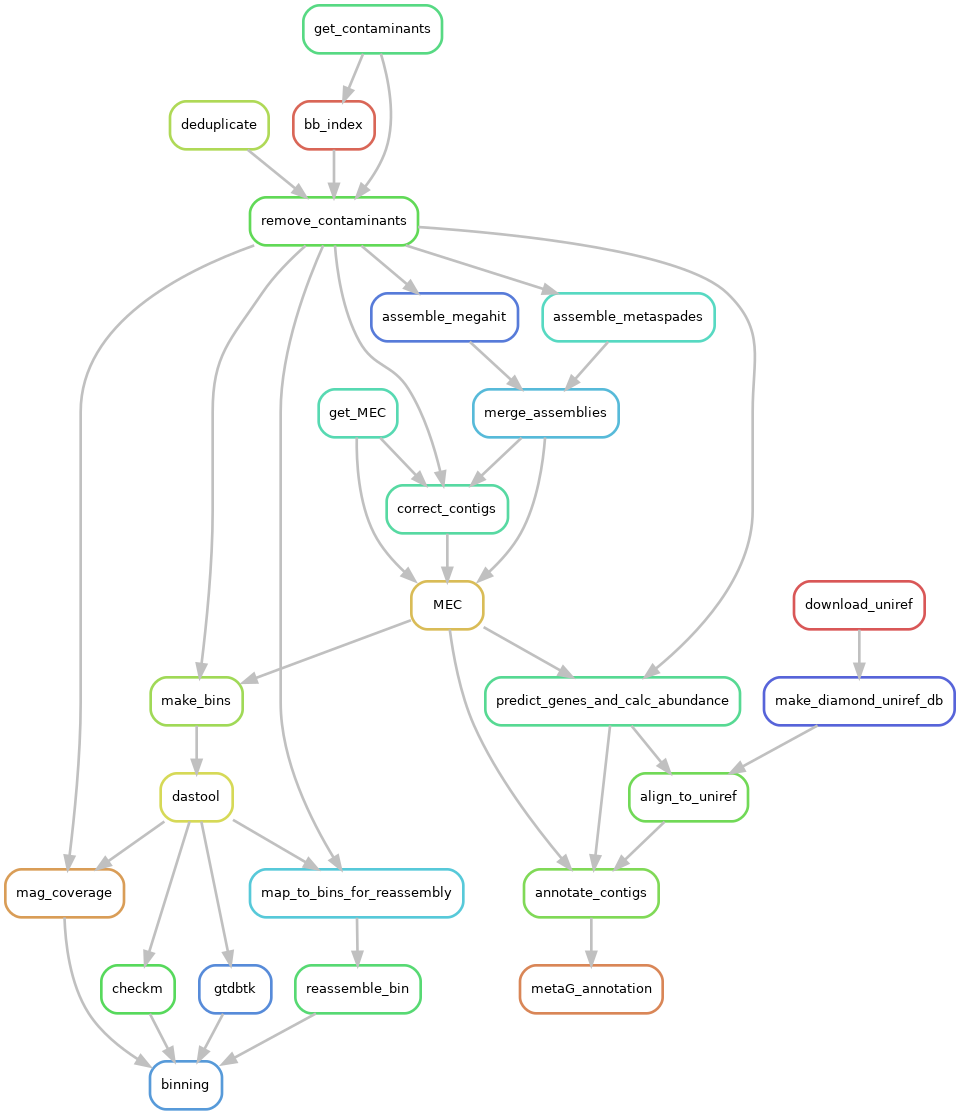 get_contaminants
deduplicate
bb_index
remove_contaminants
assemble_megahit
assemble_metaspades
get_MEC
merge_assemblies
correct_contigs
MEC
download_uniref
make_bins
predict_genes_and_calc_abundance
make_diamond_uniref_db
dastool
align_to_uniref
mag_coverage
map_to_bins_for_reassembly
annotate_contigs
checkm
gtdbtk
reassemble_bin
metaG_annotation
binning